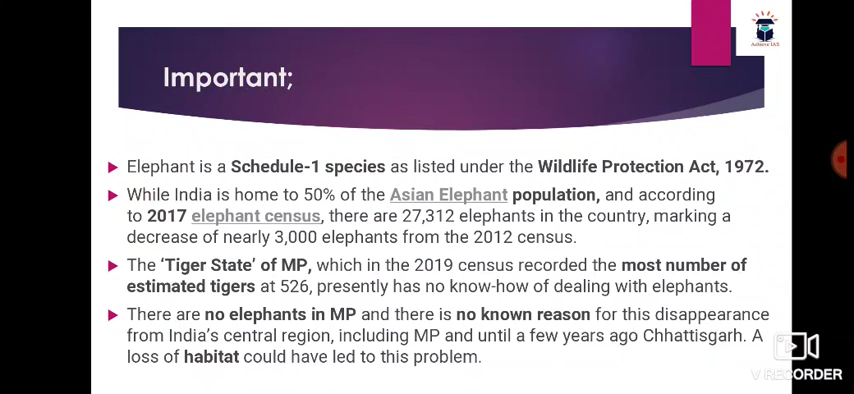 Achieve IAS
Important;
Elephant is a Schedule-1 species as listed under the Wildlife Protection Act, 1972.
While India is home to 50% of the Asian Elephant population, and according
to 2017 elephant census, there are 27,312 elephants in the country, marking a
decrease of nearly 3,000 elephants from the 2012 census.
The ‘Tiger State’ of MP, which in the 2019 census recorded the most number of
estimated tigers at 526, presently has no know-how of dealing with elephants.
There are no elephants in MP and there is no known reason for this disappearance
from India’s central region, including MP and until a few years ago Chhattisgarh. A
loss of habitat could have led to this problem.
V RECORDER